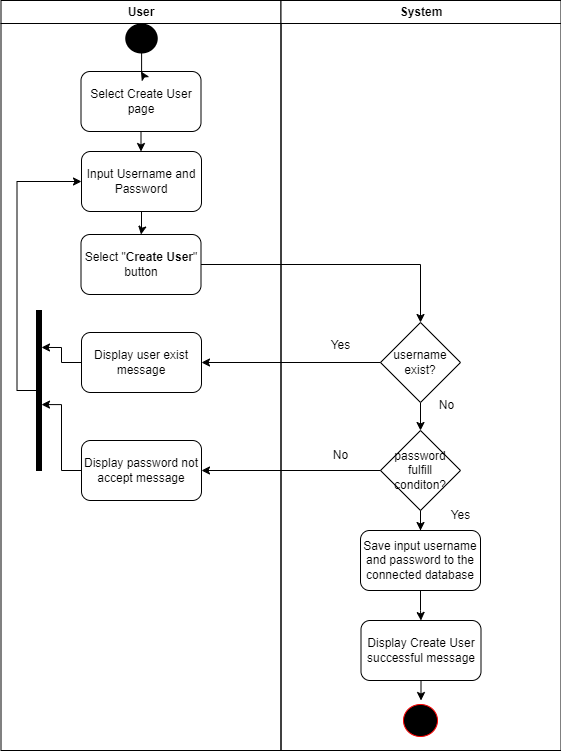 User
System
Select Create User
page
Input Username and
Password
Select "Create User"
button
username
exist?
Yes
Display user exist
message
No
password
fulfill
conditon?
No
Display password not
accept message
Yes
Save input username
and password to the
connected database
Display Create User
successful message